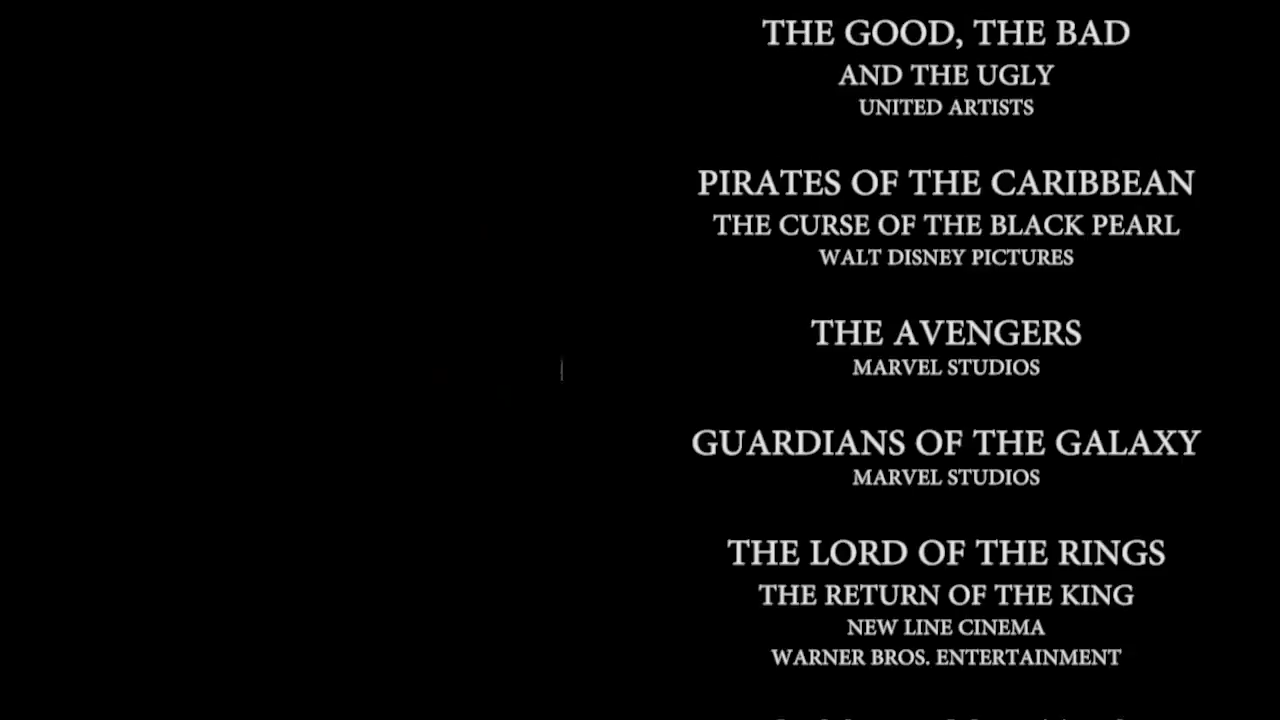 THE GOOD, THE BAD
AND THE UGLY
UNITED ARTISTS
PIRATES OF THE CARIBBEAN
THE CURSE OF THE BLACK PEARL
WALT DISNEY PICTURES
THE AVENGERS
MARVEL STUDIOS
GUARDIANS OF THE GALAXY
MARVEL STUDIOS
THE LORD OF THE RINGS
THE RETURN OF THE KING
NEW LINE CINEMA
WARNER BROS. ENTERTAINMENT